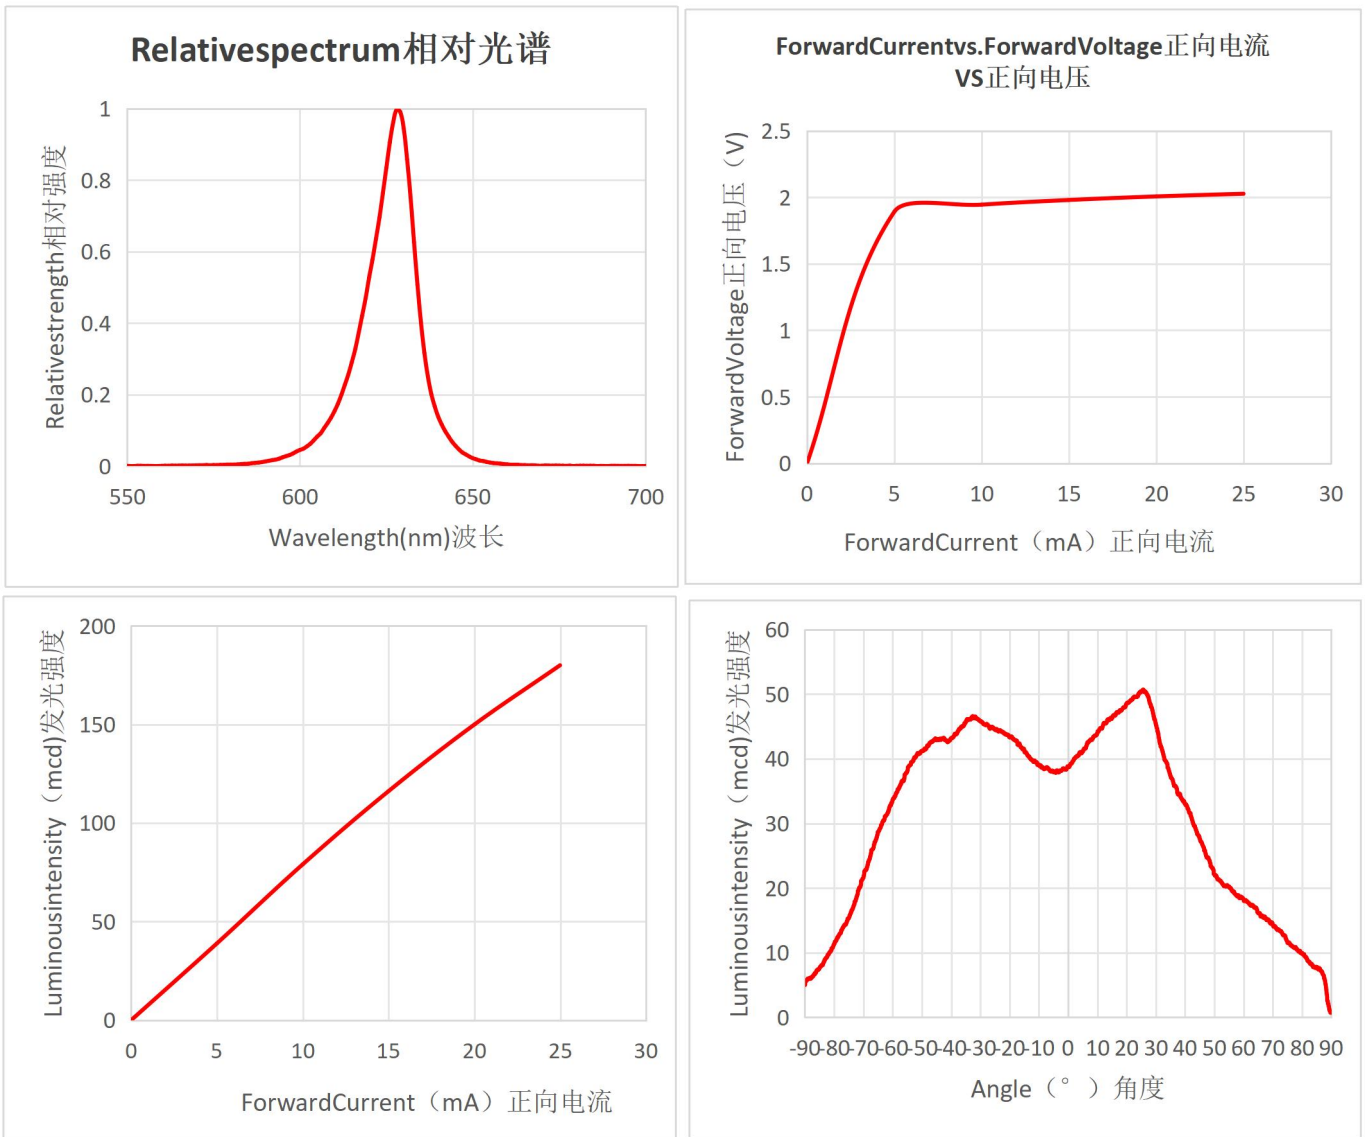 Relativespectrum相对光谱
Relativestrength相对强度
1
0.8
0.6
0.4
0.2
0
550 600 650 700
Wavelength(nm)波长
ForwardCurrentvs.ForwardVoltage正向电流
VS正向电压
ForwardVoltage正向电压（V)
2.5
2
1.5
1
0.5
0
0 5 10 15 20 25 30
ForwardCurrent（mA）正向电流
Luminousintensity（mcd)发光强度
200
150
100
50
0
0 5 10 15 20 25 30
ForwardCurrent（mA）正向电流
Luminousintensity（mcd)发光强度
60
50
40
30
20
10
0
-90-80-70-60-50-40-30-20-10 0 10 20 30 40 50 60 70 80 90
Angle（°）角度